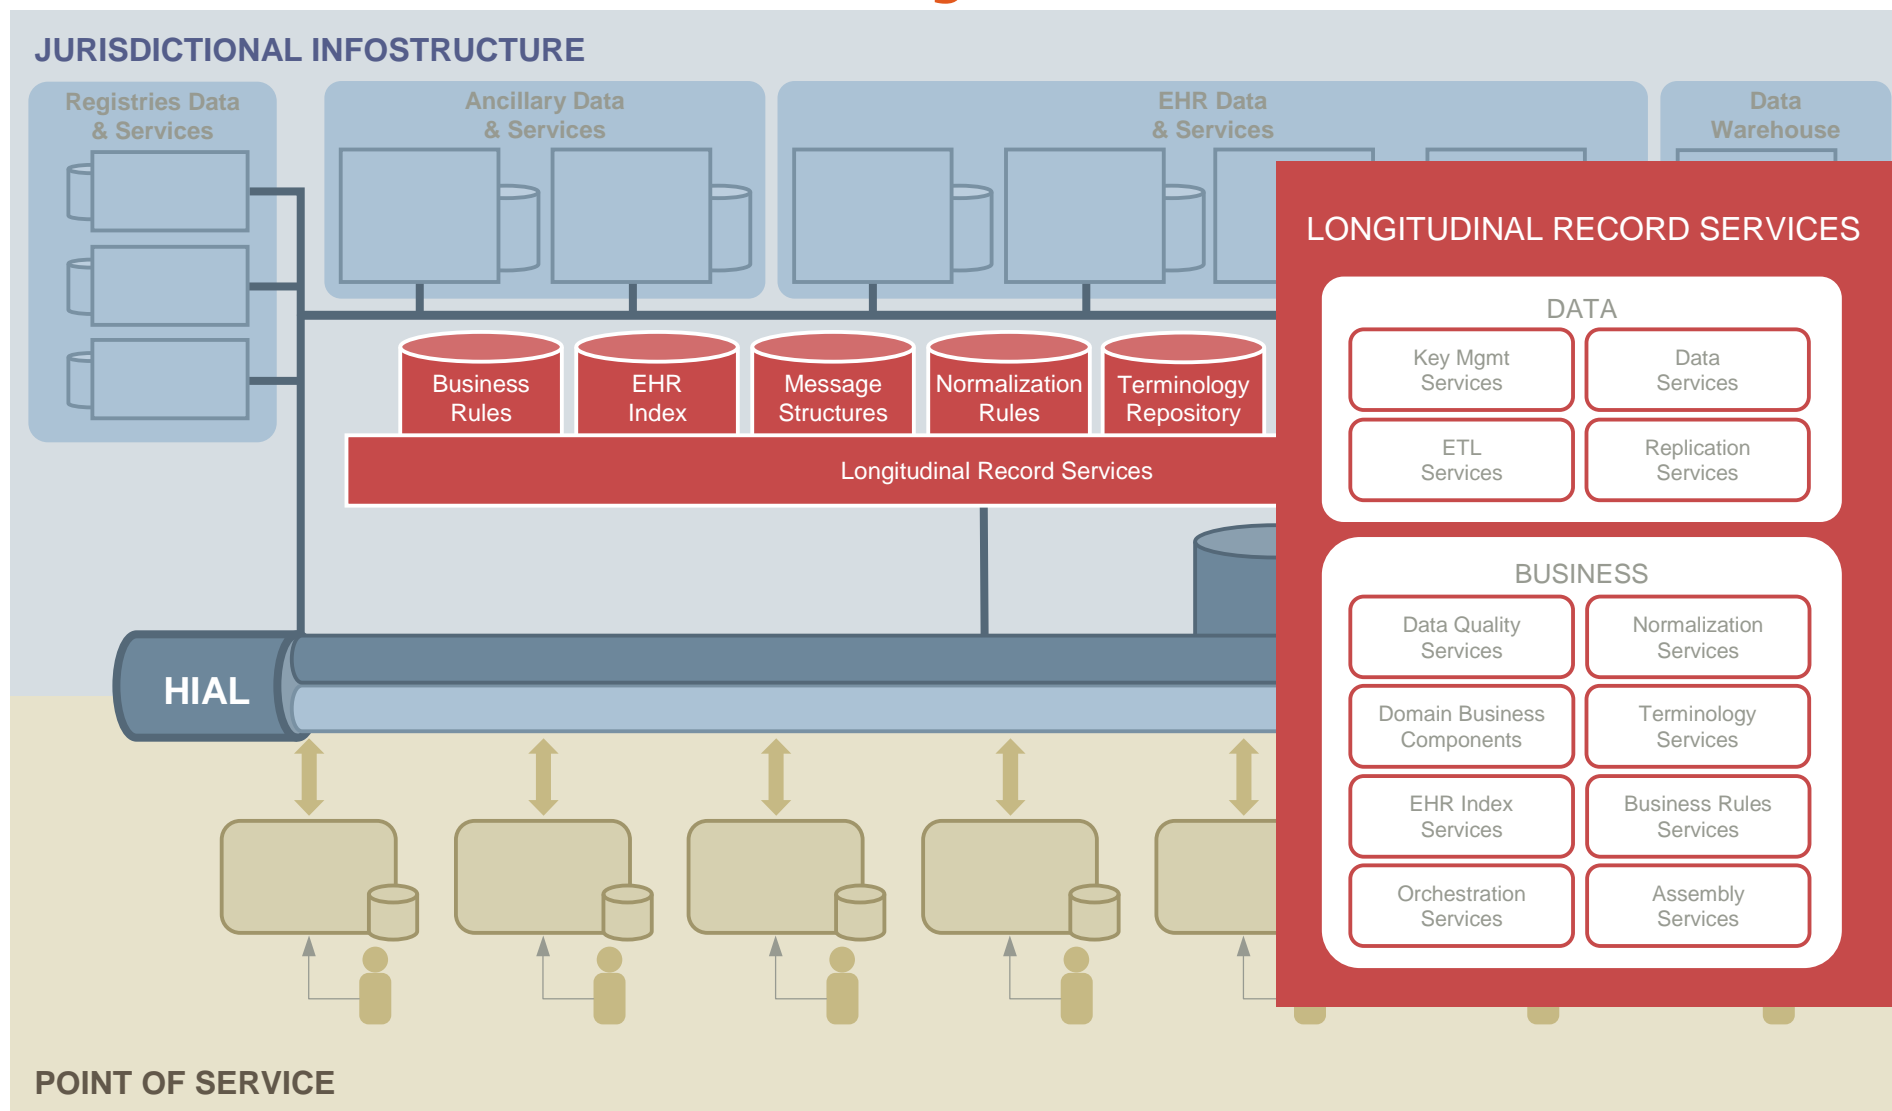 JURISDICTIONAL INFOSTRUCTURE
Registries Data
& Services
Ancillary Data
& Services
EHR Data
& Services
Data
Warehouse
Business
Rules
EHR
Index
Message
Structures
Normalization
Rules
Terminology
Repository
Longitudinal Record Services
HIAL
LONGITUDINAL RECORD SERVICES
DATA
Key Mgmt
Services
Data
Services
ETL
Services
Replication
Services
BUSINESS
Data Quality
Services
Normalization
Services
Domain Business
Components
Terminology
Services
EHR Index
Services
Business Rules
Services
Orchestration
Services
Assembly
Services
POINT OF SERVICE